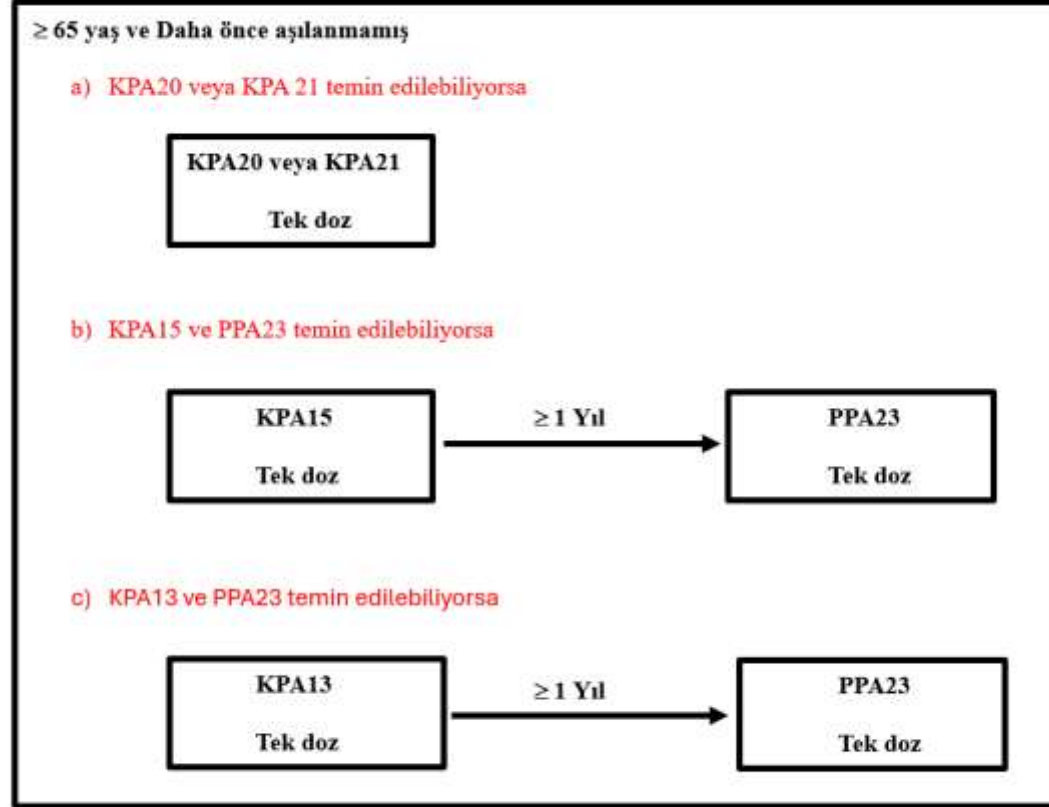 ≥ 65 yaş ve Daha önce aşılanmamış
a) KPA20 veya KPA 21 temin edilebiliyorsa
KPA20 veya KPA21
Tek doz
b) KPA15 ve PPA23 temin edilebiliyorsa
KPA15
Tek doz
≥ 1 Yıl
PPA23
Tek doz
c) KPA13 ve PPA23 temin edilebiliyorsa
KPA13
Tek doz
≥ 1 Yıl
PPA23
Tek doz